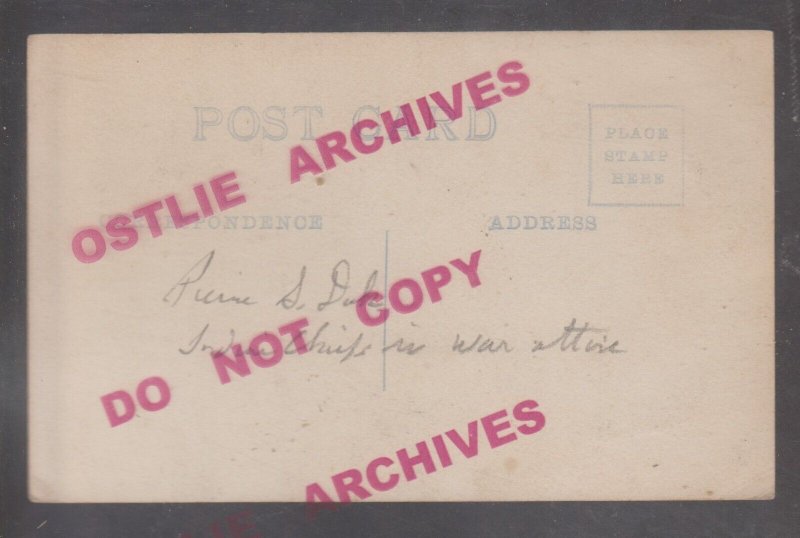 POST CARD
PLACE
STAMP
HERE
OSTLIE ARCHIVES
CORRESPONDENCE
ADDRESS
Pierre S. Dak
Indian Chiefs in war attire
DO NOT COPY
ARCHIVES